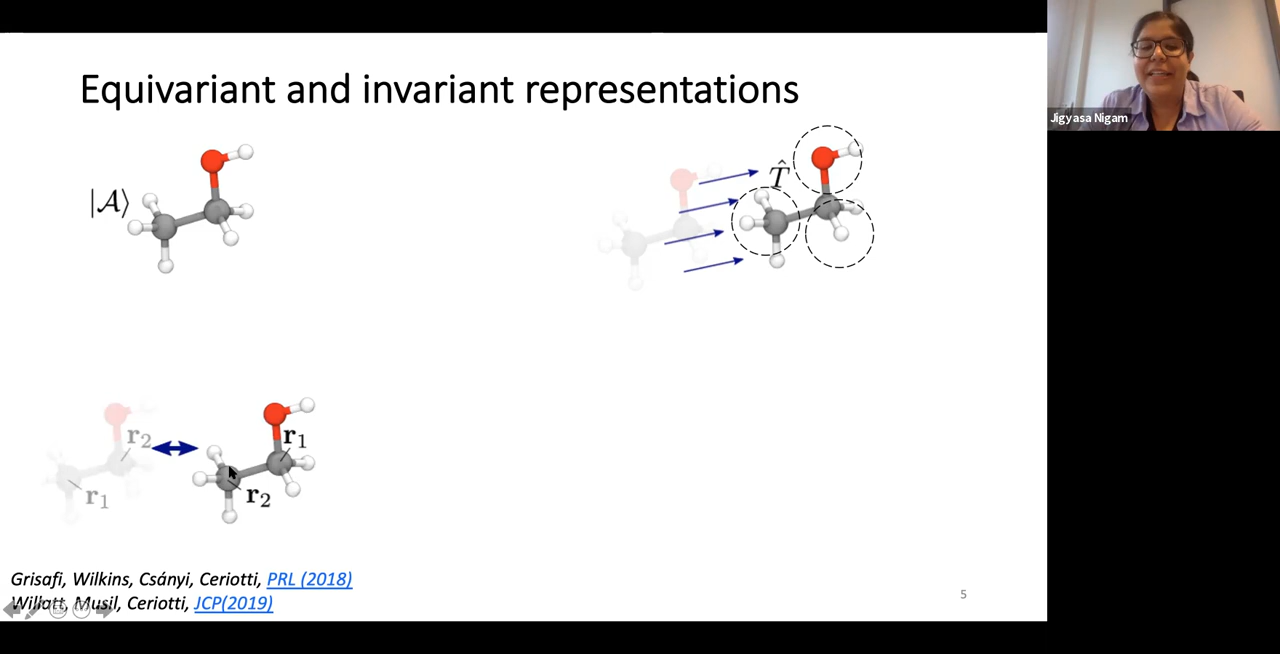 Equivariant and invariant representations
Jigyasa Nigam
|𝒜⟩
T̂
r₂
r₁
r₁
r₂
Grisafi, Wilkins, Csányi, Ceriotti, PRL (2018)
Willatt, Musil, Ceriotti, JCP(2019)
5